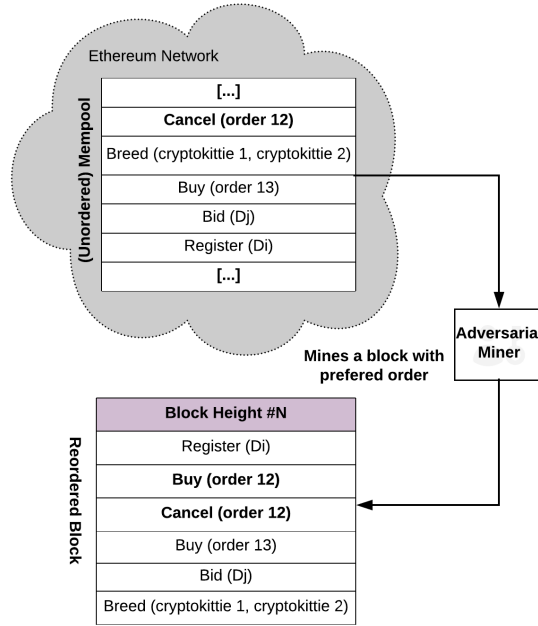 Ethereum Network
(Unordered) Mempool
[...]
Cancel (order 12)
Breed (cryptokittie 1, cryptokittie 2)
Buy (order 13)
Bid (Dj)
Register (Di)
[...]
Adversaria
Miner
Mines a block with
prefered order
Reordered Block
Block Height #N
Register (Di)
Buy (order 12)
Cancel (order 12)
Buy (order 13)
Bid (Dj)
Breed (cryptokittie 1, cryptokittie 2)